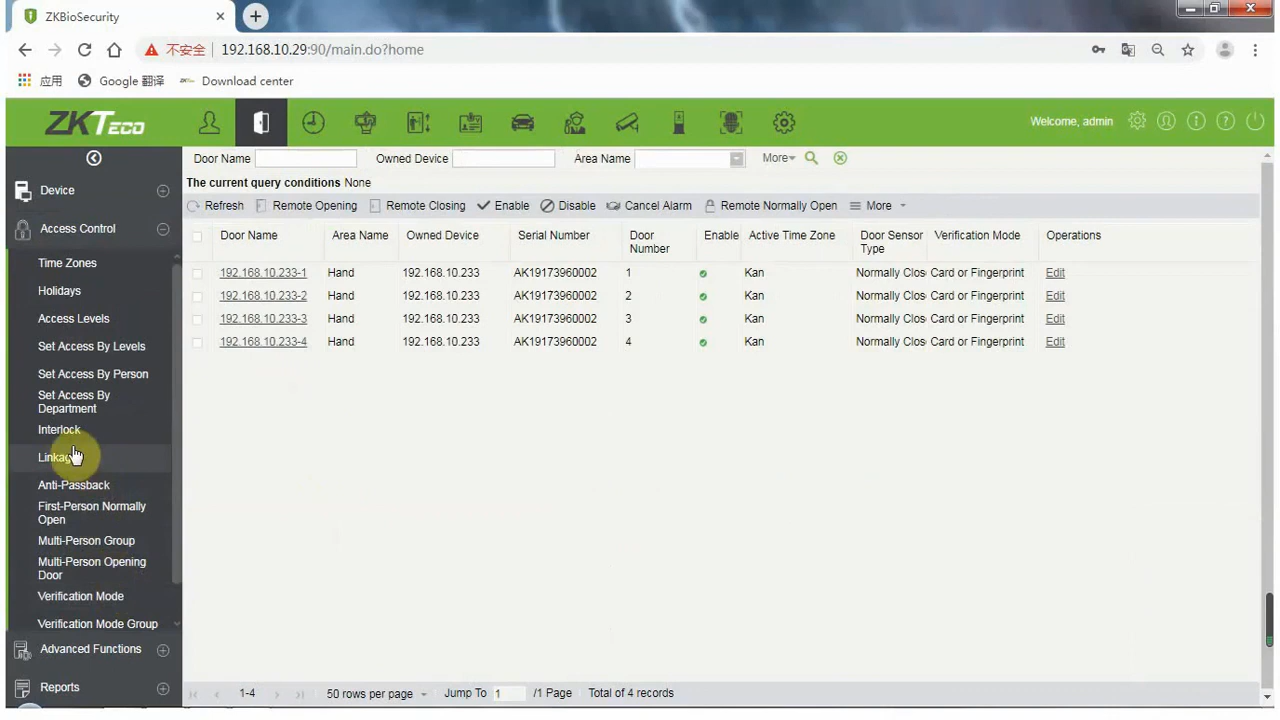 ZKBioSecurity
不安全 192.168.10.29:90/main.do?home
应用 Google 翻译 Download center
ZKTECO
Welcome, admin
Device
Access Control
Time Zones
Holidays
Access Levels
Set Access By Levels
Set Access By Person
Set Access By
Department
Interlock
Anti-Passback
First-Person Normally
Open
Multi-Person Group
Multi-Person Opening
Door
Verification Mode
Verification Mode Group
Advanced Functions
Reports
Door Name Owned Device Area Name More
The current query conditions None
Refresh Remote Opening Remote Closing Enable Disable Cancel Alarm Remote Normally Open More
Door Name Area Name Owned Device Serial Number Door Number Enable Active Time Zone Door Sensor Type Verification Mode Operations
192.168.10.233-1 Hand 192.168.10.233 AK19173960002 1 Kan Normally Clos Card or Fingerprint Edit
192.168.10.233-2 Hand 192.168.10.233 AK19173960002 2 Kan Normally Clos Card or Fingerprint Edit
192.168.10.233-3 Hand 192.168.10.233 AK19173960002 3 Kan Normally Clos Card or Fingerprint Edit
192.168.10.233-4 Hand 192.168.10.233 AK19173960002 4 Kan Normally Clos Card or Fingerprint Edit
1-4 50 rows per page Jump To 1 /1 Page Total of 4 records